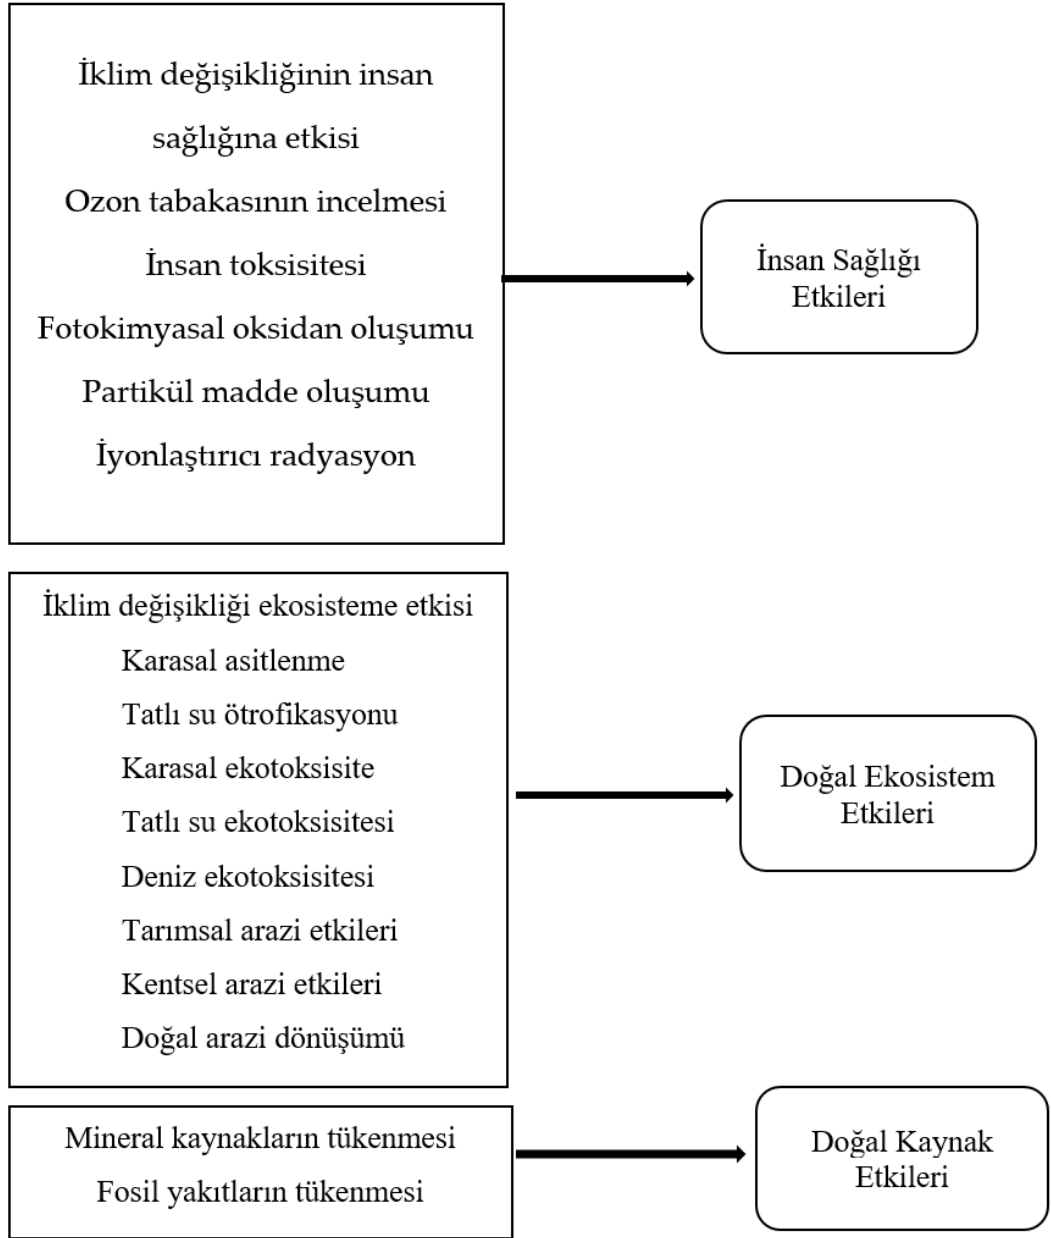 İklim değişikliğinin insan
sağlığına etkisi
Ozon tabakasının incelmesi
İnsan toksisitesi
Fotokimyasal oksidan oluşumu
Partikül madde oluşumu
İyonlaştırıcı radyasyon
İnsan Sağlığı
Etkileri
İklim değişikliği ekosisteme etkisi
Karasal asitlenme
Tatlı su ötrofikasyonu
Karasal ekotoksisite
Tatlı su ekotoksisitesi
Deniz ekotoksisitesi
Tarımsal arazi etkileri
Kentsel arazi etkileri
Doğal arazi dönüşümü
Doğal Ekosistem
Etkileri
Mineral kaynakların tükenmesi
Fosil yakıtların tükenmesi
Doğal Kaynak
Etkileri